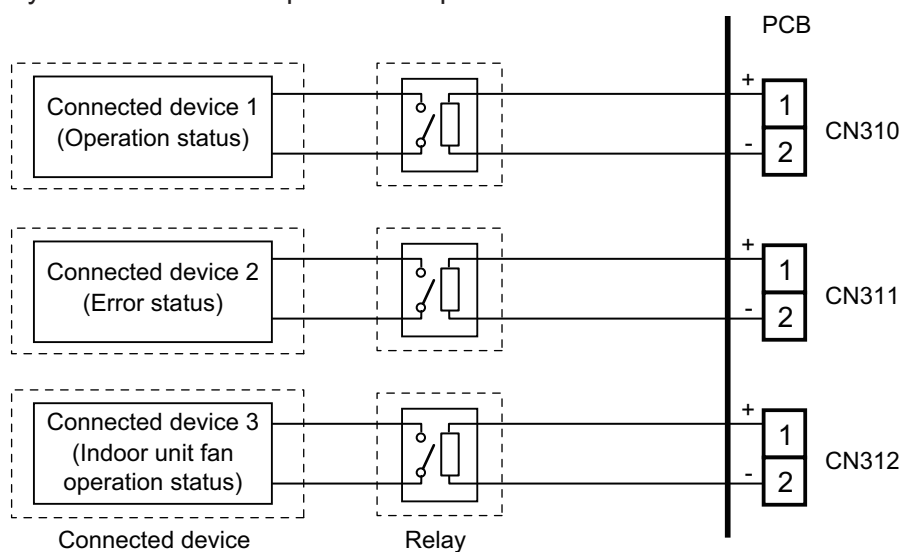 PCB
Connected device 1
(Operation status)
+
-
1
2
CN310
Connected device 2
(Error status)
+
-
1
2
CN311
Connected device 3
(Indoor unit fan
operation status)
+
-
1
2
CN312
Connected device
Relay